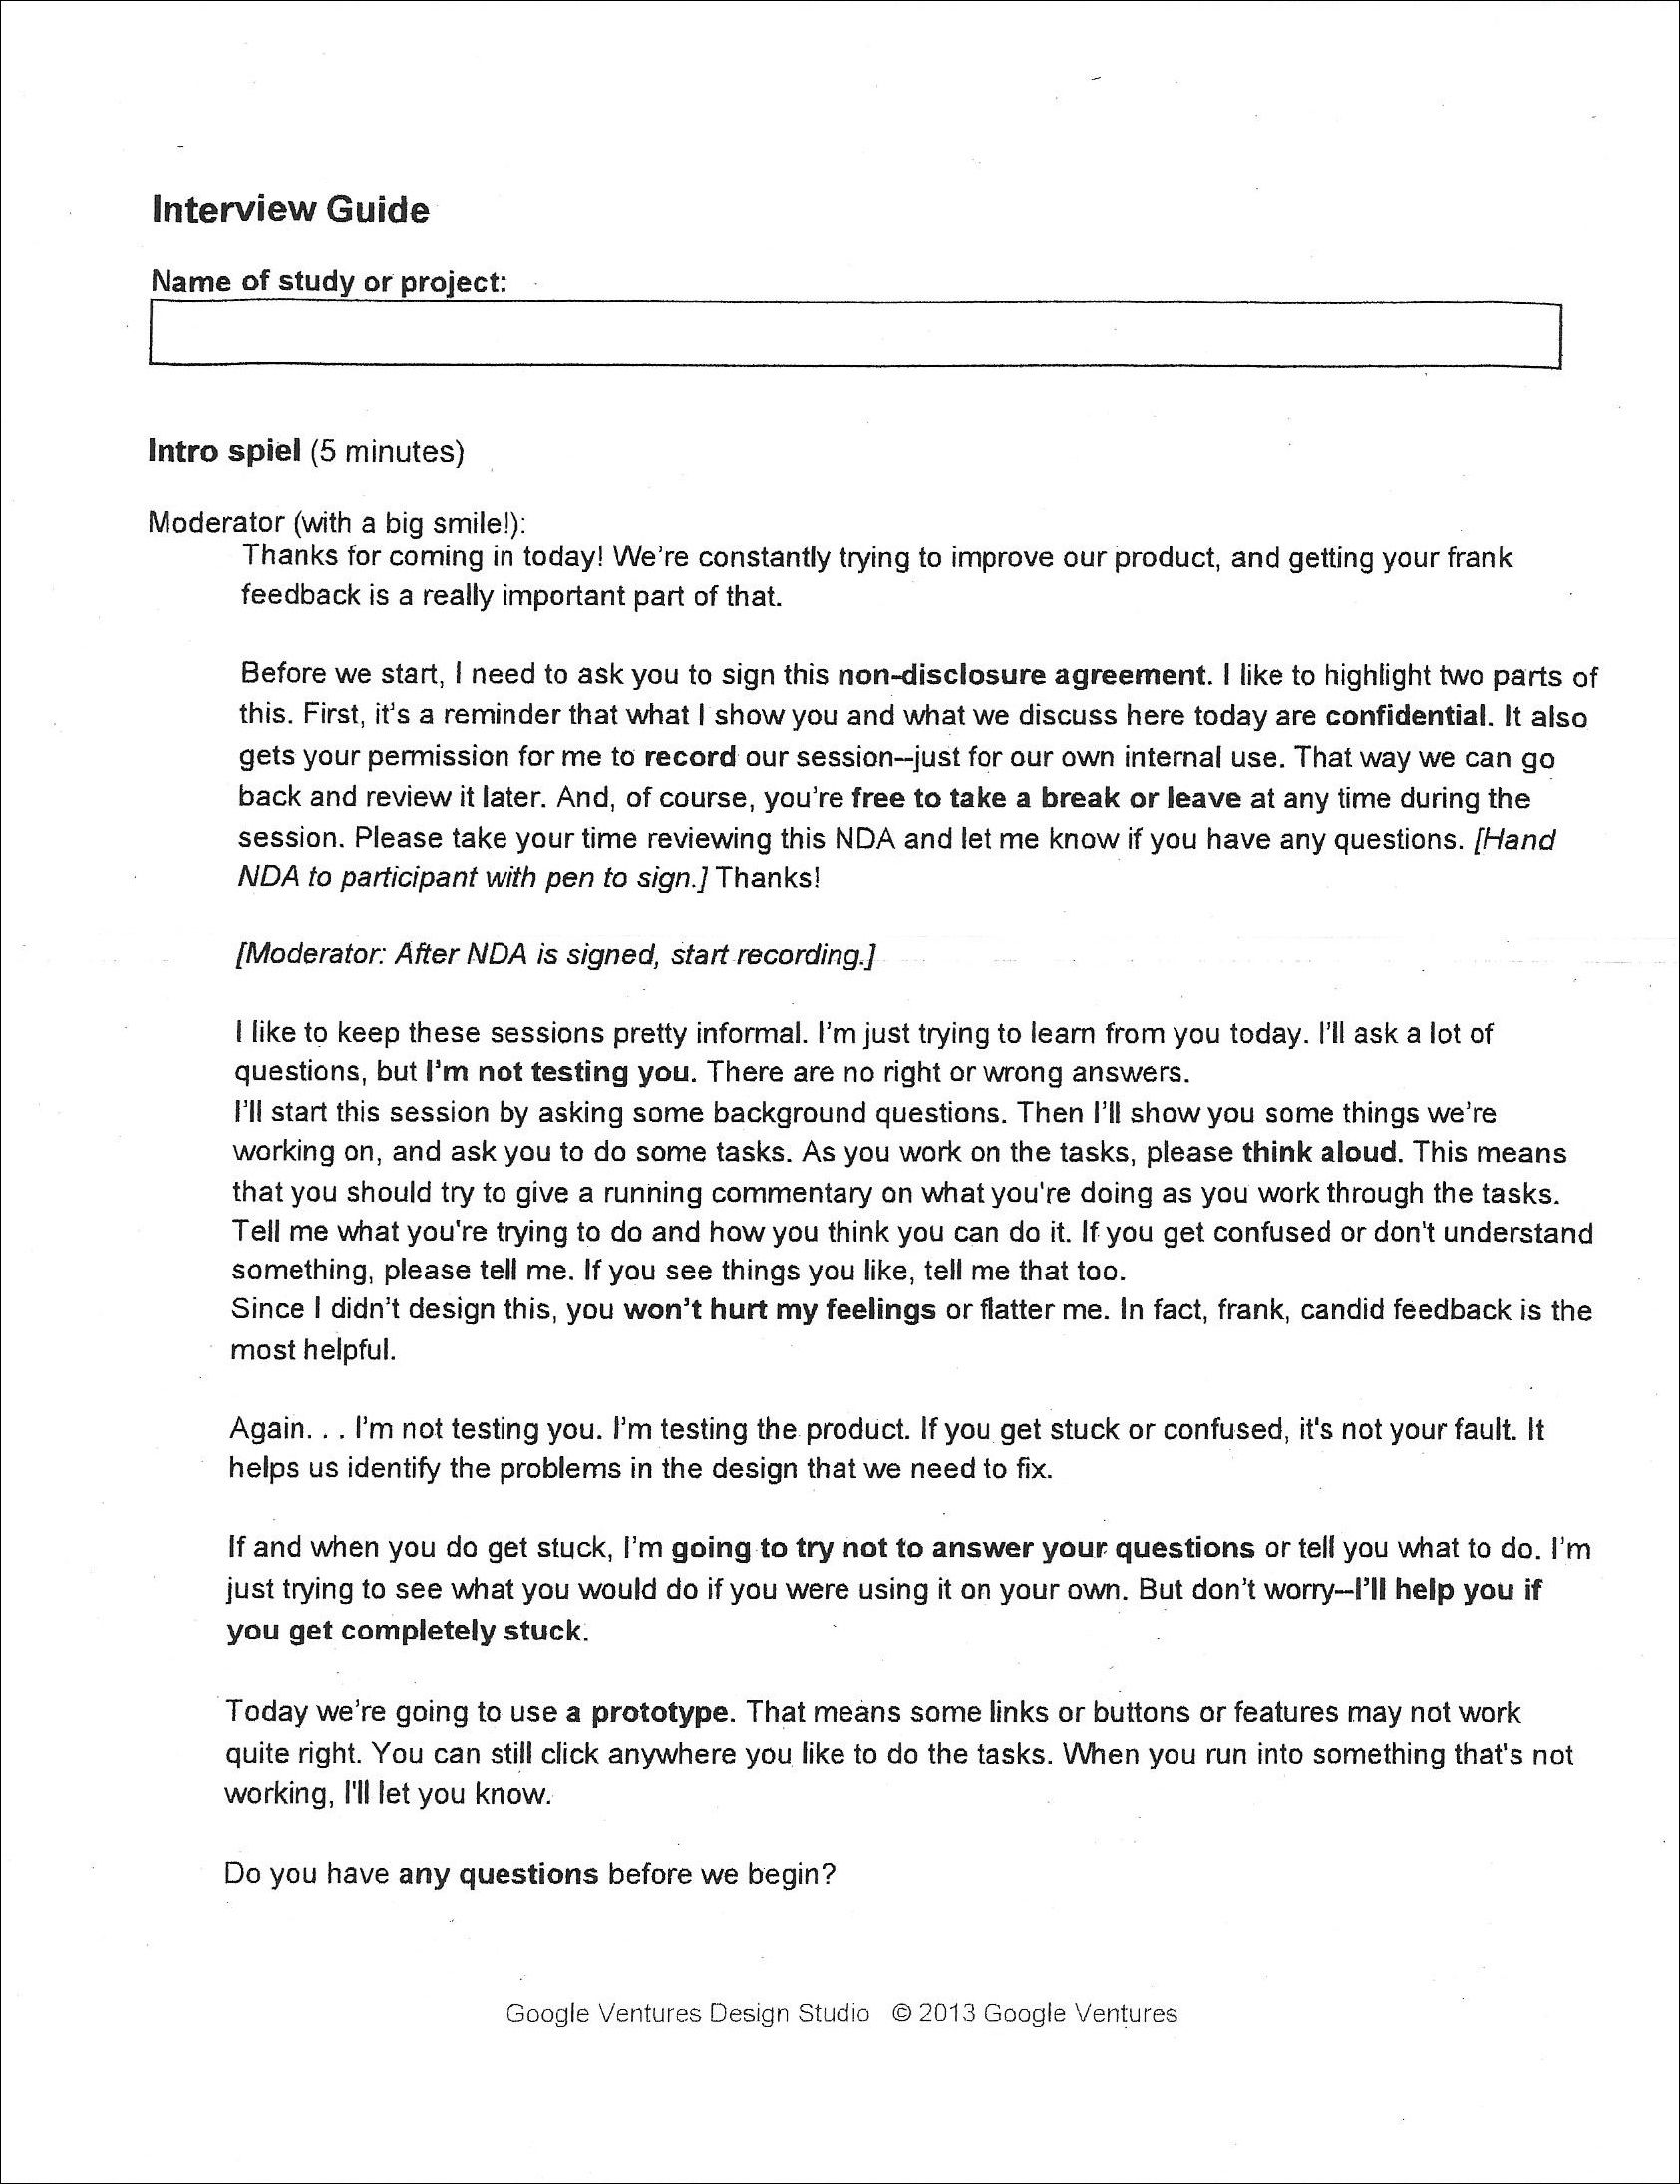 Interview Guide
Name of study or project:
Intro spiel (5 minutes)
Moderator (with a big smile!):
Thanks for coming in today! We're constantly trying to improve our product, and getting your frank
feedback is a really important part of that.
Before we start, I need to ask you to sign this non-disclosure agreement. I like to highlight two parts of
this. First, it's a reminder that what I show you and what we discuss here today are confidential. It also
gets your permission for me to record our session--just for our own internal use. That way we can go
back and review it later. And, of course, you're free to take a break or leave at any time during the
session. Please take your time reviewing this NDA and let me know if you have any questions. [Hand
NDA to participant with pen to sign.] Thanks!
[Moderator: After NDA is signed, start recording.]
I like to keep these sessions pretty informal. I'm just trying to learn from you today. I'll ask a lot of
questions, but I'm not testing you. There are no right or wrong answers.
I'll start this session by asking some background questions. Then I'll show you some things we're
working on, and ask you to do some tasks. As you work on the tasks, please think aloud. This means
that you should try to give a running commentary on what you're doing as you work through the tasks.
Tell me what you're trying to do and how you think you can do it. If you get confused or don't understand
something, please tell me. If you see things you like, tell me that too.
Since I didn't design this, you won't hurt my feelings or flatter me. In fact, frank, candid feedback is the
most helpful.
Again. . . I'm not testing you. I'm testing the product. If you get stuck or confused, it's not your fault. It
helps us identify the problems in the design that we need to fix.
If and when you do get stuck, I'm going to try not to answer your questions or tell you what to do. I'm
just trying to see what you would do if you were using it on your own. But don't worry--I'll help you if
you get completely stuck.
Today we're going to use a prototype. That means some links or buttons or features may not work
quite right. You can still click anywhere you like to do the tasks. When you run into something that's not
working, I'll let you know.
Do you have any questions before we begin?
Google Ventures Design Studio © 2013 Google Ventures